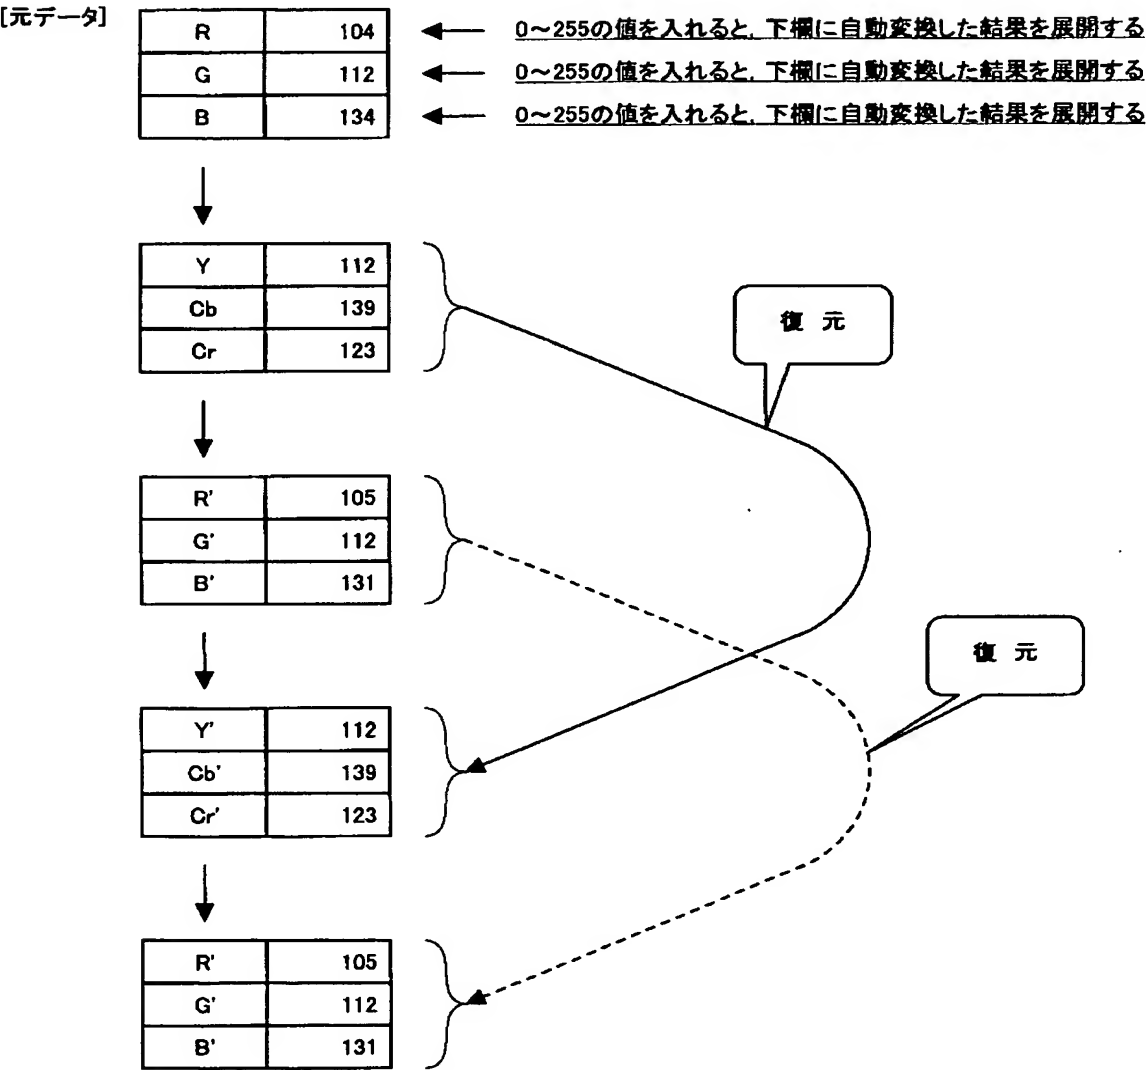 [元データ]
R 104 0～255の値を入れると, 下欄に自動変換した結果を展開する
G 112 0～255の値を入れると, 下欄に自動変換した結果を展開する
B 134 0～255の値を入れると, 下欄に自動変換した結果を展開する
Y 112
Cb 139
Cr 123
復 元
R' 105
G' 112
B' 131
復 元
Y' 112
Cb' 139
Cr' 123
R' 105
G' 112
B' 131